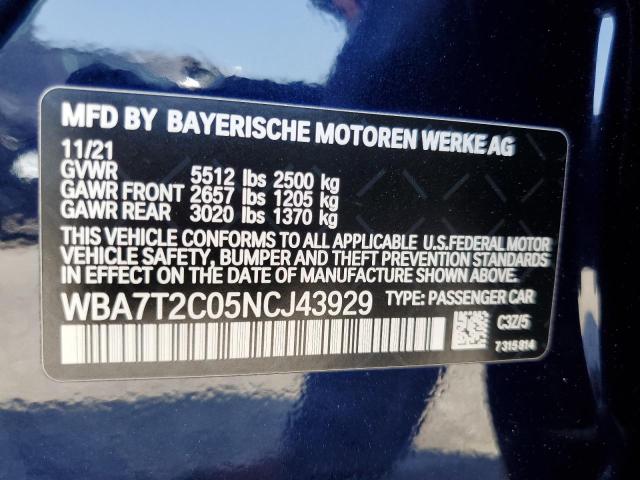 MFD BY BAYERISCHE MOTOREN WERKE AG
11/21
GVWR 5512 lbs 2500 kg
GAWR FRONT 2657 lbs 1205 kg
GAWR REAR 3020 lbs 1370 kg
THIS VEHICLE CONFORMS TO ALL APPLICABLE U.S.FEDERAL MOTOR
VEHICLE SAFETY, BUMPER AND THEFT PREVENTION STANDARDS
IN EFFECT ON THE DATE OF MANUFACTURE SHOWN ABOVE.
WBA7T2C05NCJ43929 TYPE: PASSENGER CAR
C3Z/5
7315814